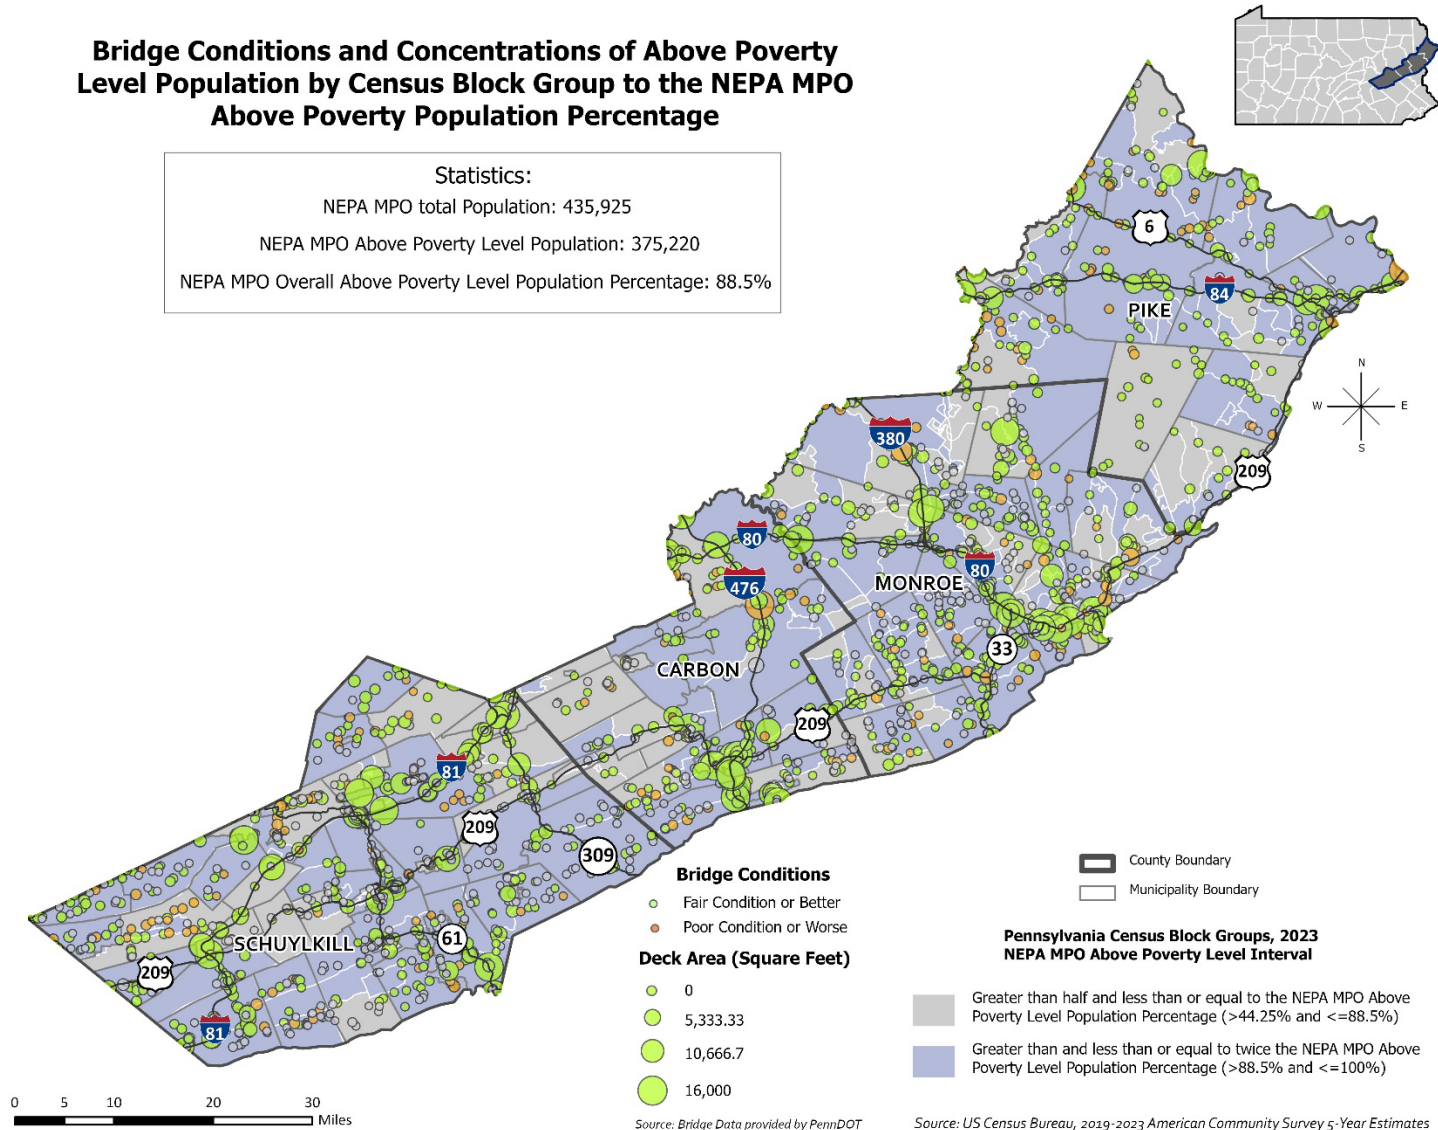 Bridge Conditions and Concentrations of Above Poverty
Level Population by Census Block Group to the NEPA MPO
Above Poverty Population Percentage
Statistics:
NEPA MPO total Population: 435,925
NEPA MPO Above Poverty Level Population: 375,220
NEPA MPO Overall Above Poverty Level Population Percentage: 88.5%
6
84
PIKE
N
W E
S
380
209
80
80
476
MONROE
33
CARBON
209
81
209
309
SCHUYLKILL
61
209
81
Bridge Conditions
Fair Condition or Better
Poor Condition or Worse
Deck Area (Square Feet)
0
5,333.33
10,666.7
16,000
County Boundary
Municipality Boundary
Pennsylvania Census Block Groups, 2023
NEPA MPO Above Poverty Level Interval
Greater than half and less than or equal to the NEPA MPO Above
Poverty Level Population Percentage (>44.25% and <=88.5%)
Greater than and less than or equal to twice the NEPA MPO Above
Poverty Level Population Percentage (>88.5% and <=100%)
0 5 10 20 30
Miles
Source: Bridge Data provided by PennDOT
Source: US Census Bureau, 2019-2023 American Community Survey 5-Year Estimates